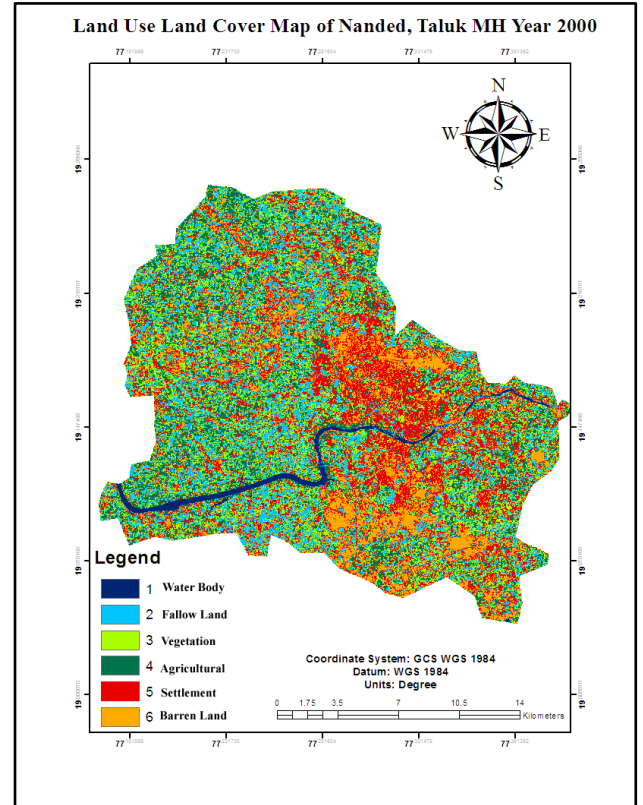 Land Use Land Cover Map of Nanded, Taluk MH Year 2000
N
W E
S
Legend
1 Water Body
2 Fallow Land
3 Vegetation
4 Agricultural
5 Settlement
6 Barren Land
Coordinate System: GCS WGS 1984
Datum: WGS 1984
Units: Degree
0 1.75 3.5 7 10.5 14
Kilometers